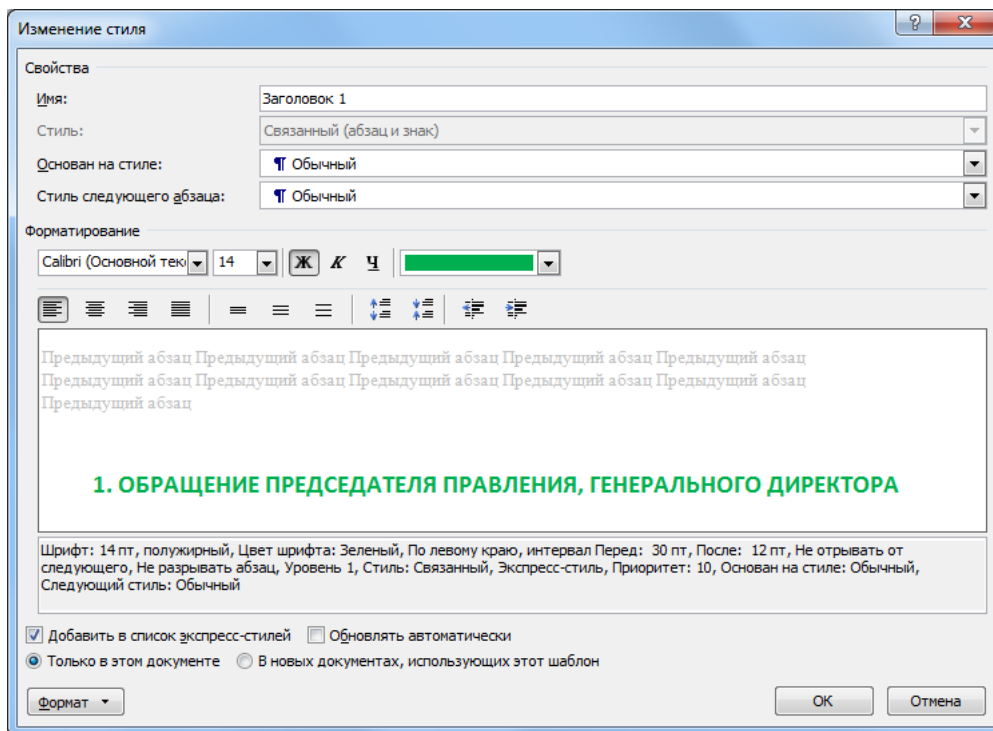 Изменение стиля
Свойства
Имя:
Заголовок 1
Стиль:
Связанный (абзац и знак)
Основан на стиле:
¶ Обычный
Стиль следующего абзаца:
¶ Обычный
Форматирование
Calibri (Основной тек
14
Ж К Ч
Предыдущий абзац Предыдущий абзац Предыдущий абзац Предыдущий абзац Предыдущий абзац
Предыдущий абзац Предыдущий абзац Предыдущий абзац Предыдущий абзац Предыдущий абзац
Предыдущий абзац
1. ОБРАЩЕНИЕ ПРЕДСЕДАТЕЛЯ ПРАВЛЕНИЯ, ГЕНЕРАЛЬНОГО ДИРЕКТОРА
Шрифт: 14 пт, полужирный, Цвет шрифта: Зеленый, По левому краю, интервал Перед: 30 пт, После: 12 пт, Не отрывать от
следующего, Не разрывать абзац, Уровень 1, Стиль: Связанный, Экспресс-стиль, Приоритет: 10, Основан на стиле: Обычный,
Следующий стиль: Обычный
Добавить в список экспресс-стилей Обновлять автоматически
Только в этом документе В новых документах, использующих этот шаблон
Формат
ОК
Отмена